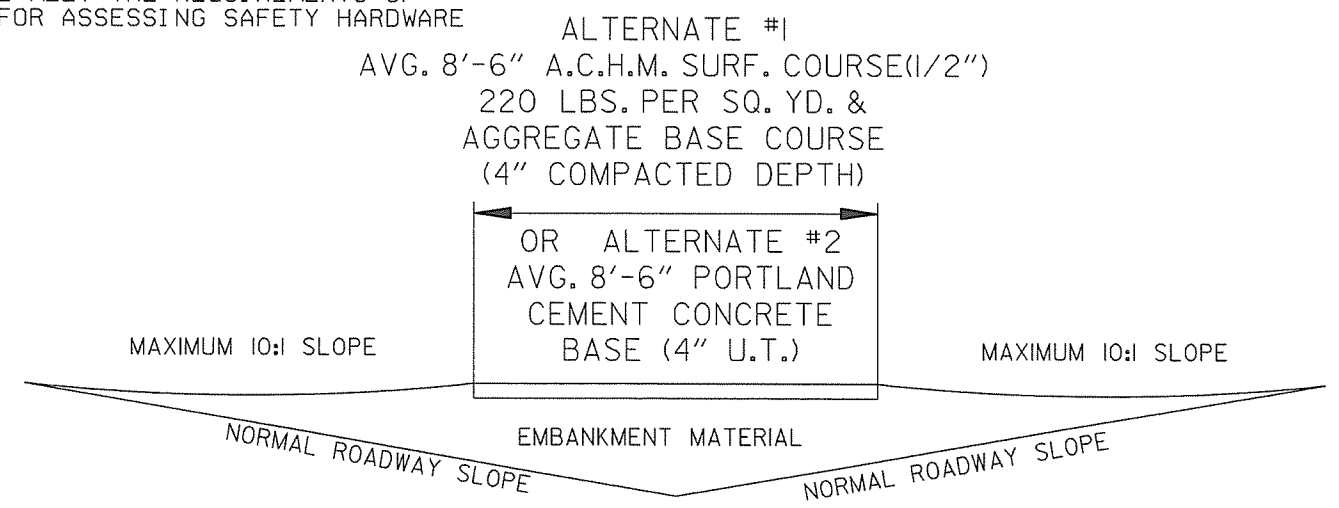 FOR ASSESSING SAFETY HARDWARE
ALTERNATE #1
AVG. 8'-6" A.C.H.M. SURF. COURSE(1/2")
220 LBS. PER SQ. YD. &
AGGREGATE BASE COURSE
(4" COMPACTED DEPTH)
OR ALTERNATE #2
AVG. 8'-6" PORTLAND
CEMENT CONCRETE
BASE (4" U.T.)
MAXIMUM 10:1 SLOPE
MAXIMUM 10:1 SLOPE
NORMAL ROADWAY SLOPE
EMBANKMENT MATERIAL
NORMAL ROADWAY SLOPE